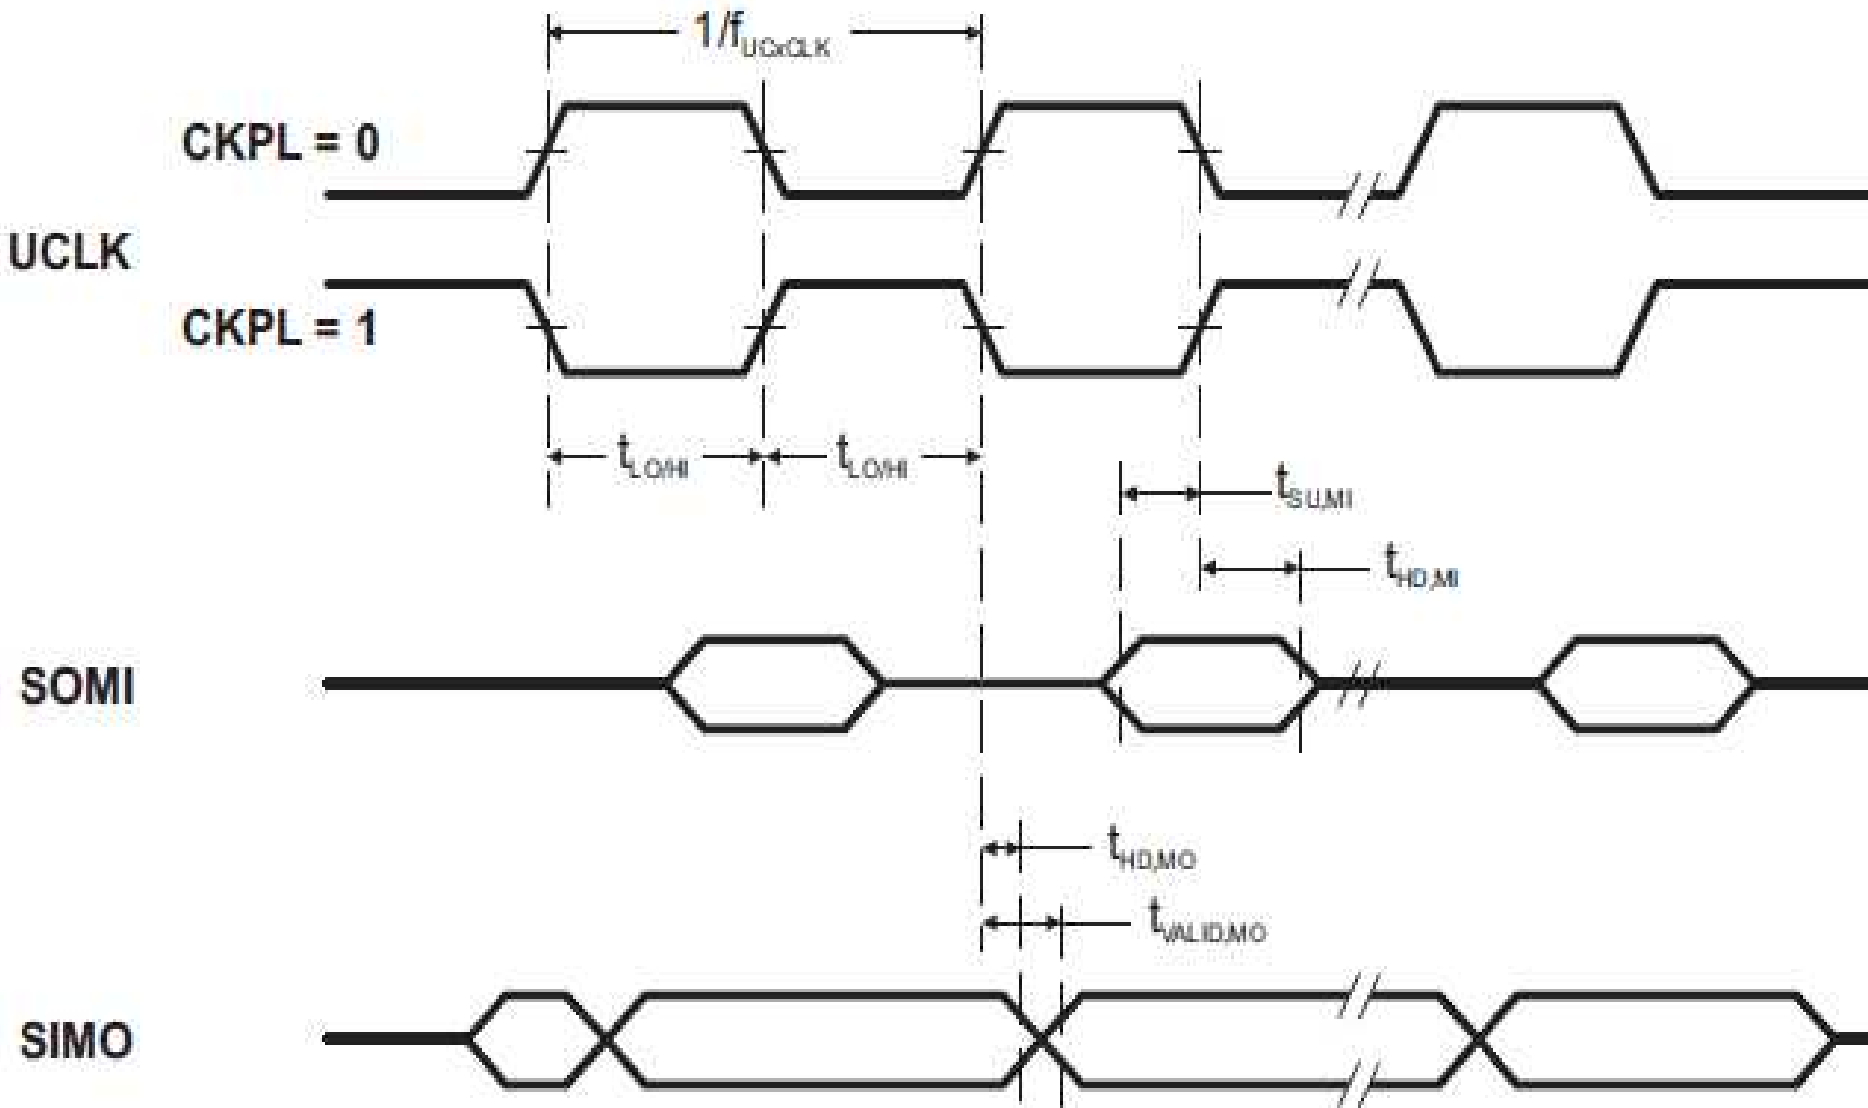 1/fUCxCLK
CKPL = 0
UCLK
CKPL = 1
tLO/HI tLO/HI
tSU,MI
tHD,MI
SOMI
tHD,MO
tVALID,MO
SIMO